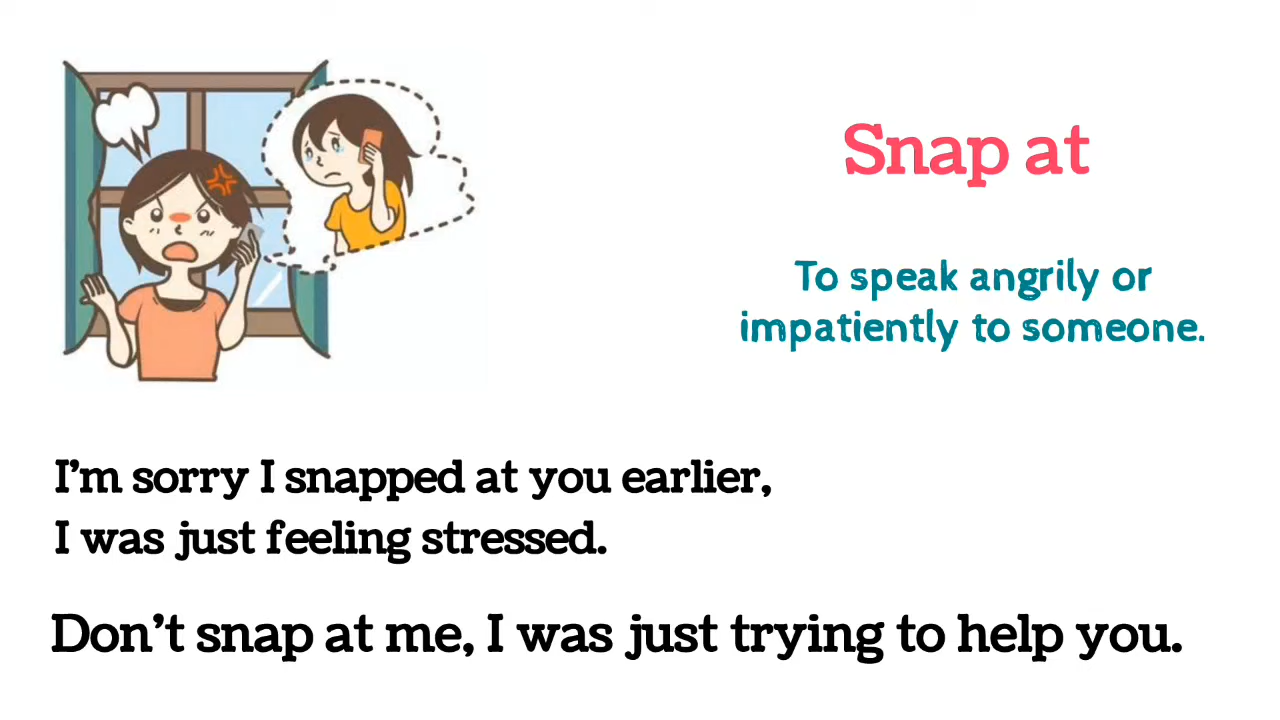 Snap at
To speak angrily or
impatiently to someone.
I'm sorry I snapped at you earlier,
I was just feeling stressed.
Don't snap at me, I was just trying to help you.